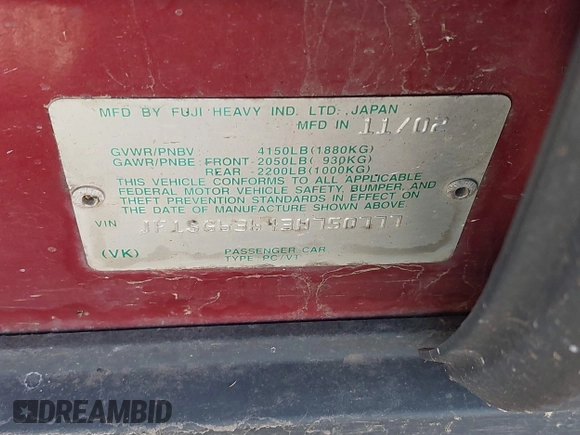 MFD BY FUJI HEAVY IND. LTD. JAPAN
MFD IN 11/02
GVWR/PNBV 4150LB(1880KG)
GAWR/PNBE FRONT-2050LB( 930KG)
REAR -2200LB(1000KG)
THIS VEHICLE CONFORMS TO ALL APPLICABLE
FEDERAL MOTOR VEHICLE SAFETY, BUMPER, AND
THEFT PREVENTION STANDARDS IN EFFECT ON
THE DATE OF MANUFACTURE SHOWN ABOVE.
VIN
(VK) PASSENGER CAR
TYPE:PC/VT
DREAMBID